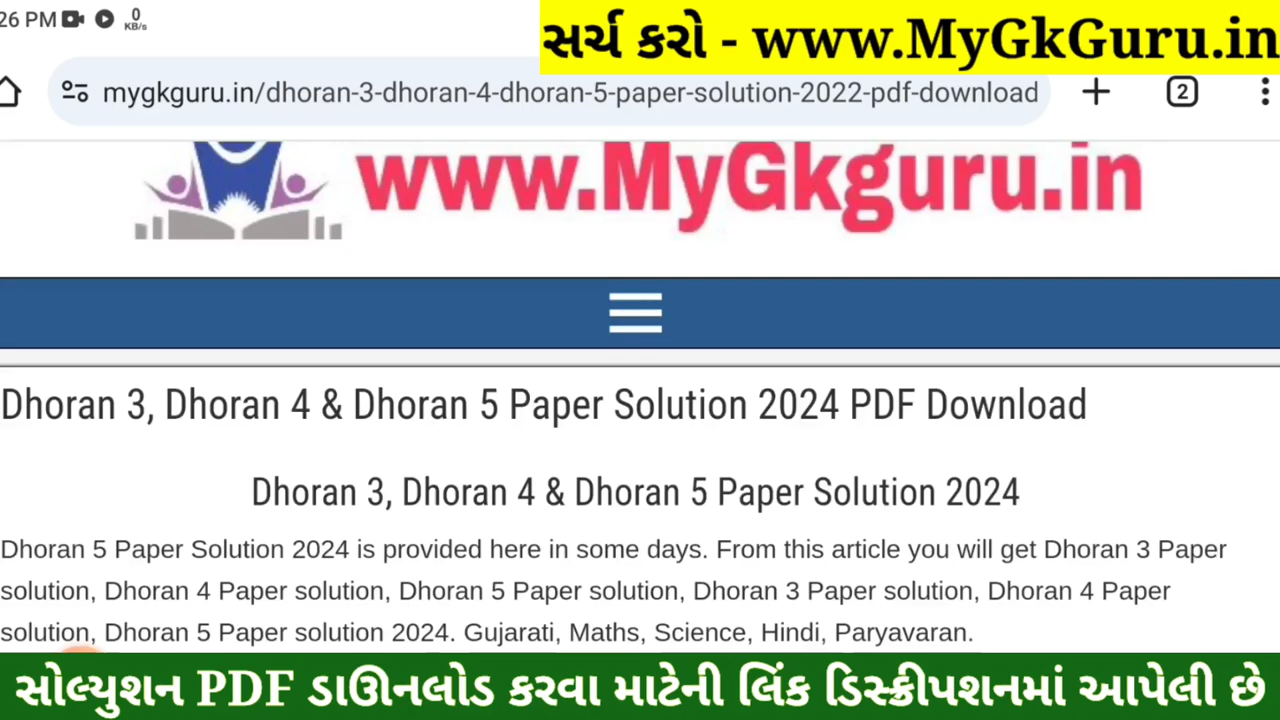 26 PM 0 KB/s
સર્ચ કરો - www.MyGkGuru.in
mygkguru.in/dhoran-3-dhoran-4-dhoran-5-paper-solution-2022-pdf-download
2
www.MyGkguru.in
Dhoran 3, Dhoran 4 & Dhoran 5 Paper Solution 2024 PDF Download
Dhoran 3, Dhoran 4 & Dhoran 5 Paper Solution 2024
Dhoran 5 Paper Solution 2024 is provided here in some days. From this article you will get Dhoran 3 Paper
solution, Dhoran 4 Paper solution, Dhoran 5 Paper solution, Dhoran 3 Paper solution, Dhoran 4 Paper
solution, Dhoran 5 Paper solution 2024. Gujarati, Maths, Science, Hindi, Paryavaran.
સોલ્યુશન PDF ડાઊનલોડ કરવા માટેની લિંક ડિસ્ક્રીપશનમાં આપેલી છે